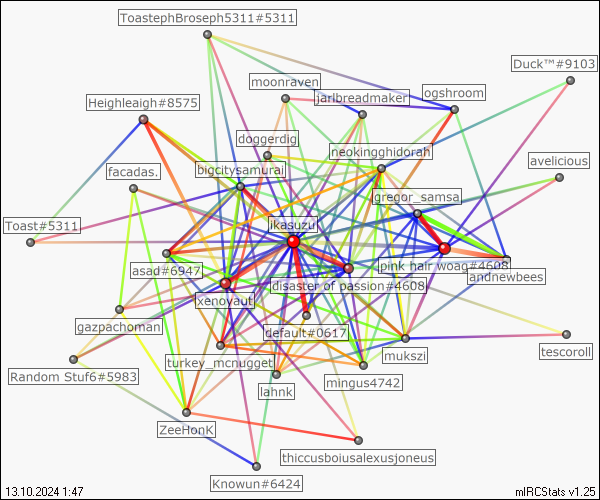 ToastephBroseph5311#5311
Duck™#9103
moonraven
ogshroom
jarlbreadmaker
Heighleaigh#8575
doggerdig
neokingghidorah
avelicious
facadas.
bigcitysamurai
gregor_samsa
Toast#5311
ikasuzu
asad#6947
pink hair woag#4608
disaster of passion#4608
andnewbees
xenoyaut
gazpachoman
default#0617
mukszi
tescoroll
turkey_mcnugget
Random Stuf6#5983
mingus4742
lahnk
ZeeHonK
thiccusboiusalexusjoneus
Knowun#6424
13.10.2024 1:47
mIRCStats v1.25